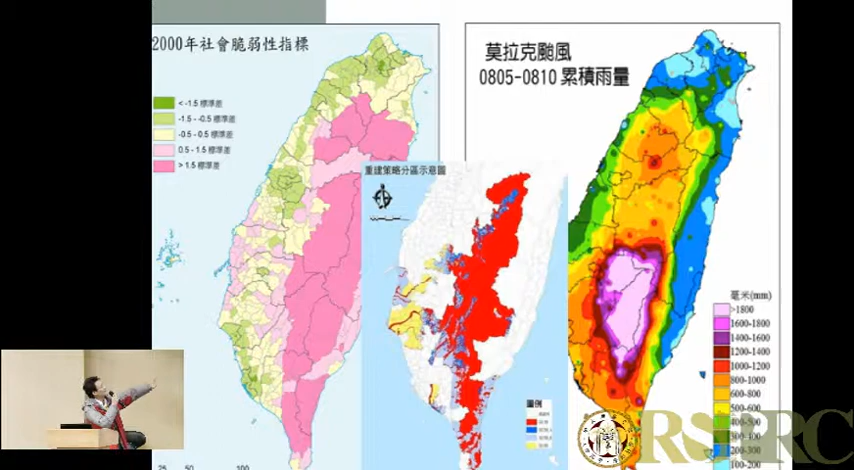 2000年社會脆弱性指標
< -1.5 標準差
-1.5 - -0.5 標準差
-0.5 - 0.5 標準差
0.5 - 1.5 標準差
> 1.5 標準差
25 50 100
重建策略分區示意圖
圖例
莫拉克颱風
0805-0810 累積雨量
毫米(mm)
>1800
1600-1800
1400-1600
1200-1400
1000-1200
800-1000
600-800
500-600
400-500
300-400
200-300
100-200